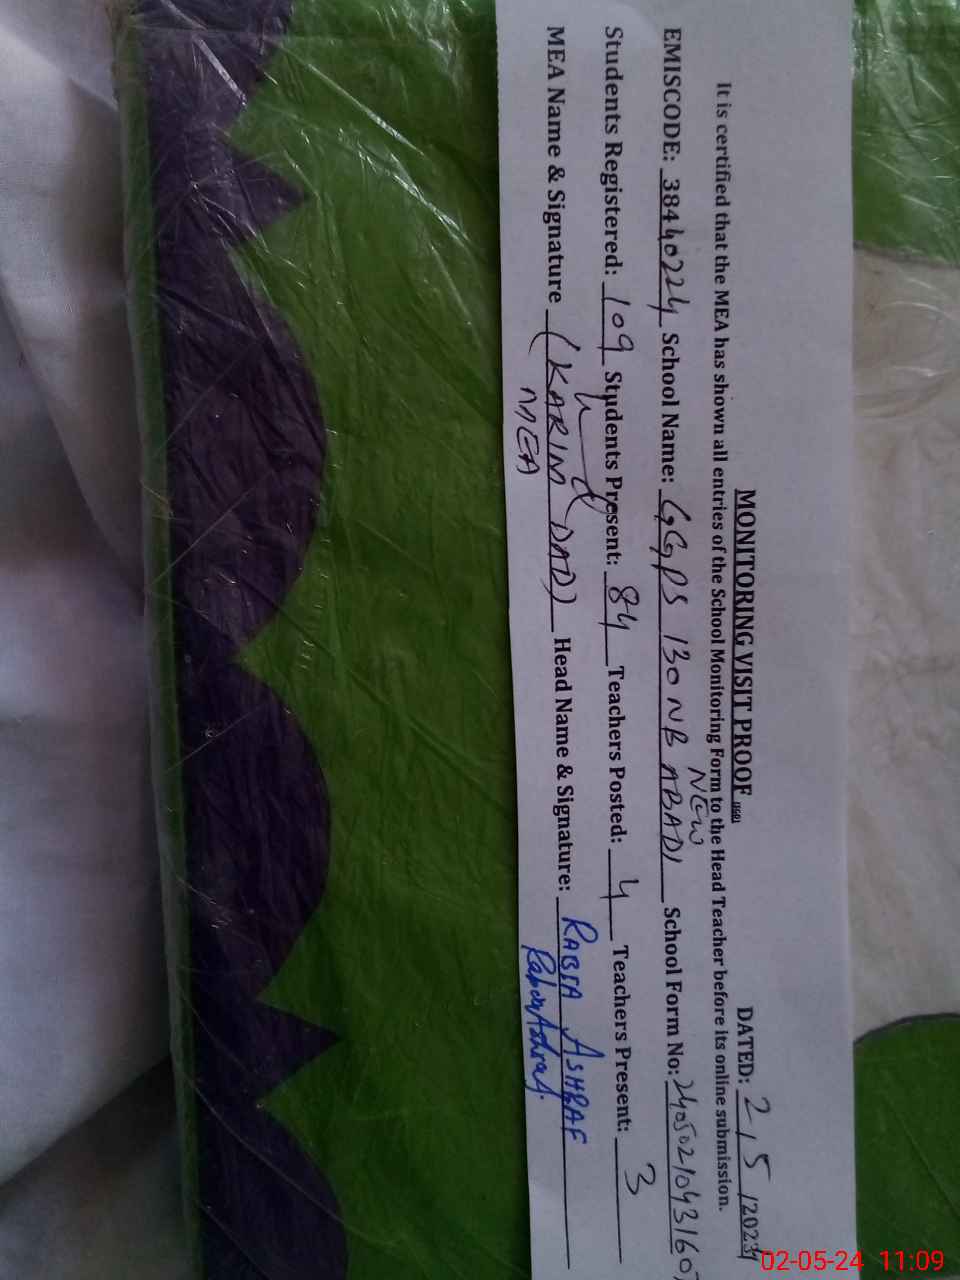 MONITORING VISIT PROOF
DATED: 2/5/2023
It is certified that the MEA has shown all entries of the School Monitoring Form to the Head Teacher before its online submission.
EMISCODE: 38440224 School Name: GGPS 130 NB NEW ABADI School Form No: 240502104316
Students Registered: 109 Students Present: 84 Teachers Posted: 4 Teachers Present: 3
MEA Name & Signature (KARIM DAD) Head Name & Signature: RABIA ASHRAF
MEA Rabia Ashraf
02-05-24 11:09